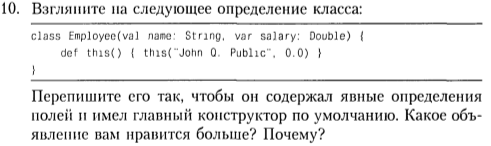 10. Взгляните на следующее определение класса:
class Employee(val name: String, var salary: Double) {
def this() { this("John Q. Public", 0.0) }
}
Перепишите его так, чтобы он содержал явные определения
полей и имел главный конструктор по умолчанию. Какое объ-
явление вам нравится больше? Почему?